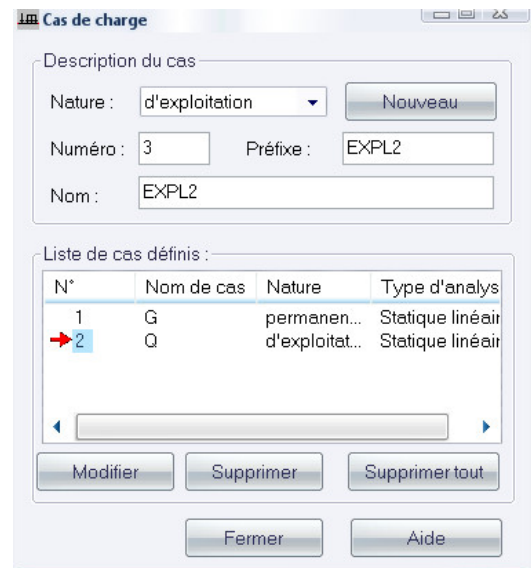 Cas de charge
Description du cas
Nature : d'exploitation Nouveau
Numéro : 3 Préfixe : EXPL2
Nom : EXPL2
Liste de cas définis :
N° Nom de cas Nature Type d'analys
1 G permanen... Statique linéair
2 Q d'exploitat... Statique linéair
Modifier Supprimer Supprimer tout
Fermer Aide